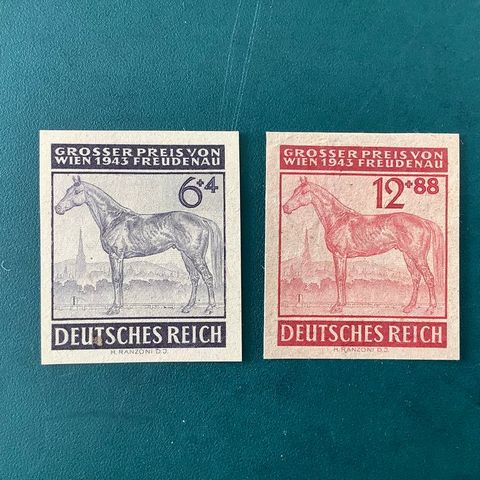 GROSSER PREIS VON
WIEN 1943 FREUDENAU
6+4
DEUTSCHES REICH
H. RANZONI D.J.
GROSSER PREIS VON
WIEN 1943 FREUDENAU
12+88
DEUTSCHES REICH
H. RANZONI D.J.